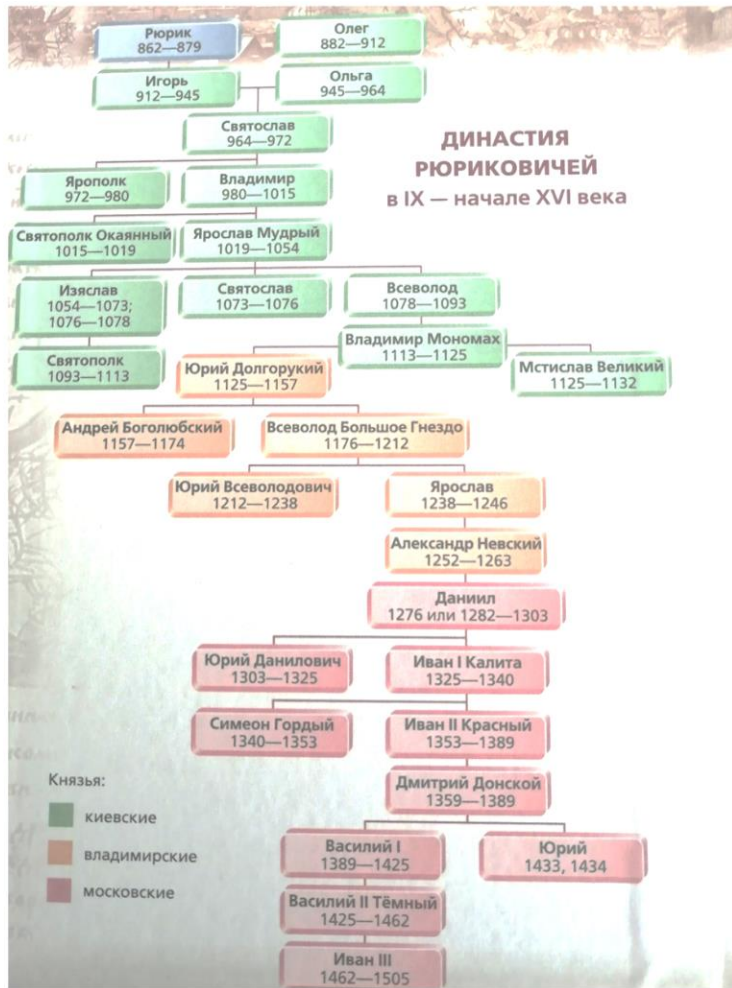 Рюрик
862—879
Олег
882—912
Игорь
912—945
Ольга
945—964
Святослав
964—972
ДИНАСТИЯ
РЮРИКОВИЧЕЙ
в IX — начале XVI века
Ярополк
972—980
Владимир
980—1015
Святополк Окаянный
1015—1019
Ярослав Мудрый
1019—1054
Изяслав
1054—1073;
1076—1078
Святослав
1073—1076
Всеволод
1078—1093
Святополк
1093—1113
Владимир Мономах
1113—1125
Юрий Долгорукий
1125—1157
Мстислав Великий
1125—1132
Андрей Боголюбский
1157—1174
Всеволод Большое Гнездо
1176—1212
Юрий Всеволодович
1212—1238
Ярослав
1238—1246
Александр Невский
1252—1263
Даниил
1276 или 1282—1303
Юрий Данилович
1303—1325
Иван I Калита
1325—1340
Симеон Гордый
1340—1353
Иван II Красный
1353—1389
Дмитрий Донской
1359—1389
Князья:
киевские
владимирские
московские
Василий I
1389—1425
Юрий
1433, 1434
Василий II Тёмный
1425—1462
Иван III
1462—1505